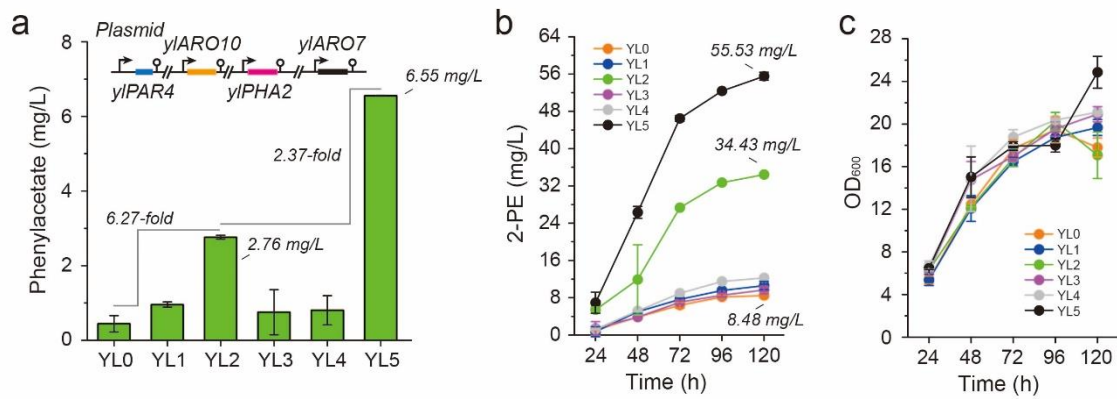 a
Plasmid
ylARO10
ylARO7
ylPAR4
ylPHA2
6.55 mg/L
2.37-fold
6.27-fold
2.76 mg/L
Phenylacetate (mg/L)
8
6
4
2
0
YL0 YL1 YL2 YL3 YL4 YL5
b
YL0
YL1
YL2
YL3
YL4
YL5
55.53 mg/L
34.43 mg/L
8.48 mg/L
2-PE (mg/L)
64
56
48
40
32
24
16
8
0
24 48 72 96 120
Time (h)
c
OD600
28
24
20
16
12
8
4
0
YL0
YL1
YL2
YL3
YL4
YL5
24 48 72 96 120
Time (h)